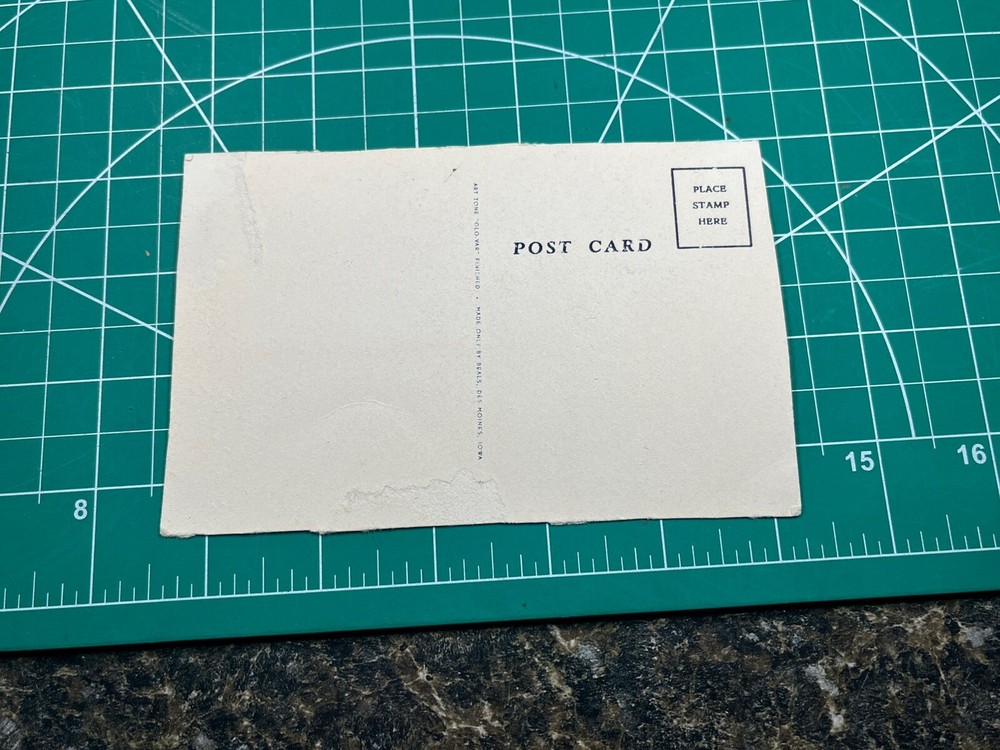 PLACE
STAMP
HERE
POST CARD
ART TONE "GLO-VAR" FINISHED • MADE ONLY BY BEALS, DES MOINES, IOWA
8
15
16